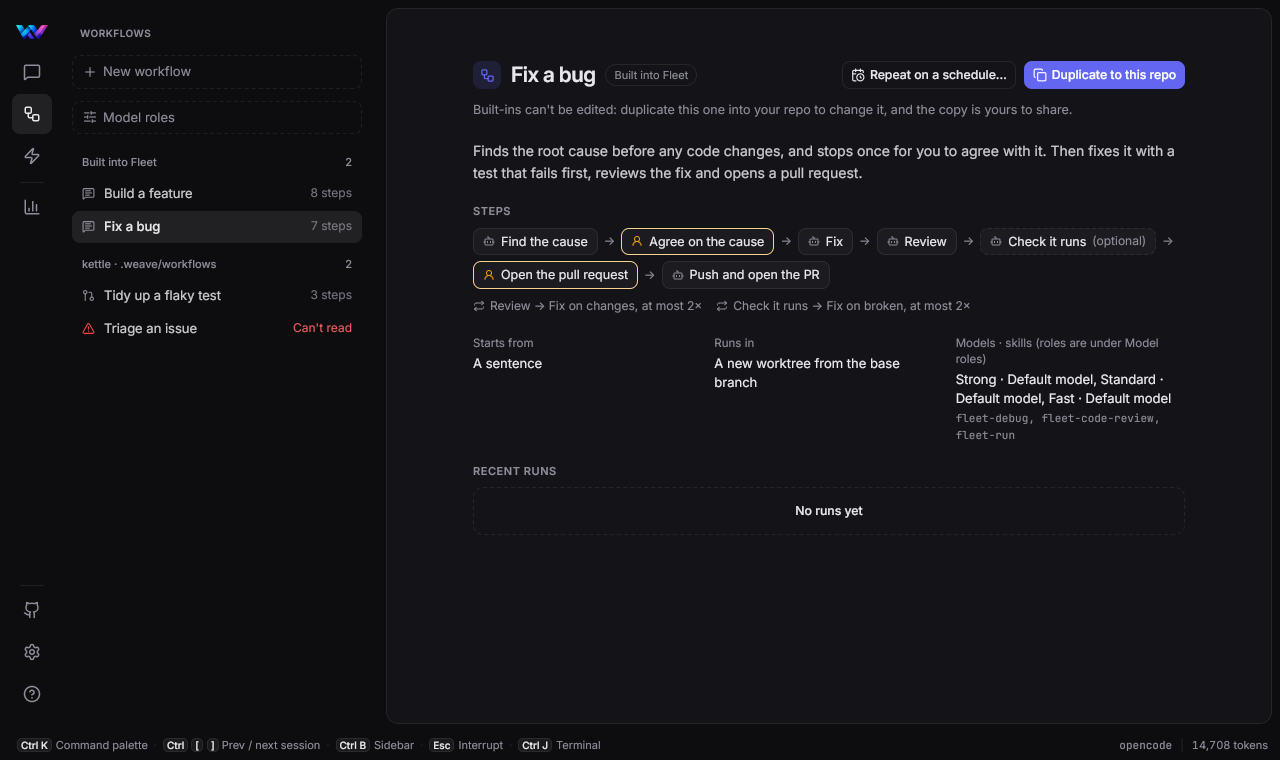 WORKFLOWS
New workflow
Model roles
Built into Fleet 2
Build a feature 8 steps
Fix a bug 7 steps
kettle · .weave/workflows 2
Tidy up a flaky test 3 steps
Triage an issue Can't read
Fix a bug Built into Fleet Repeat on a schedule... Duplicate to this repo
Built-ins can't be edited: duplicate this one into your repo to change it, and the copy is yours to share.
Finds the root cause before any code changes, and stops once for you to agree with it. Then fixes it with a
test that fails first, reviews the fix and opens a pull request.
STEPS
Find the cause → Agree on the cause → Fix → Review → Check it runs (optional) →
Open the pull request → Push and open the PR
Review → Fix on changes, at most 2× Check it runs → Fix on broken, at most 2×
Starts from
A sentence
Runs in
A new worktree from the base
branch
Models · skills (roles are under Model
roles)
Strong · Default model, Standard ·
Default model, Fast · Default model
fleet-debug, fleet-code-review,
fleet-run
RECENT RUNS
No runs yet
Ctrl K Command palette · Ctrl [ ] Prev / next session · Ctrl B Sidebar · Esc Interrupt · Ctrl J Terminal opencode 14,708 tokens